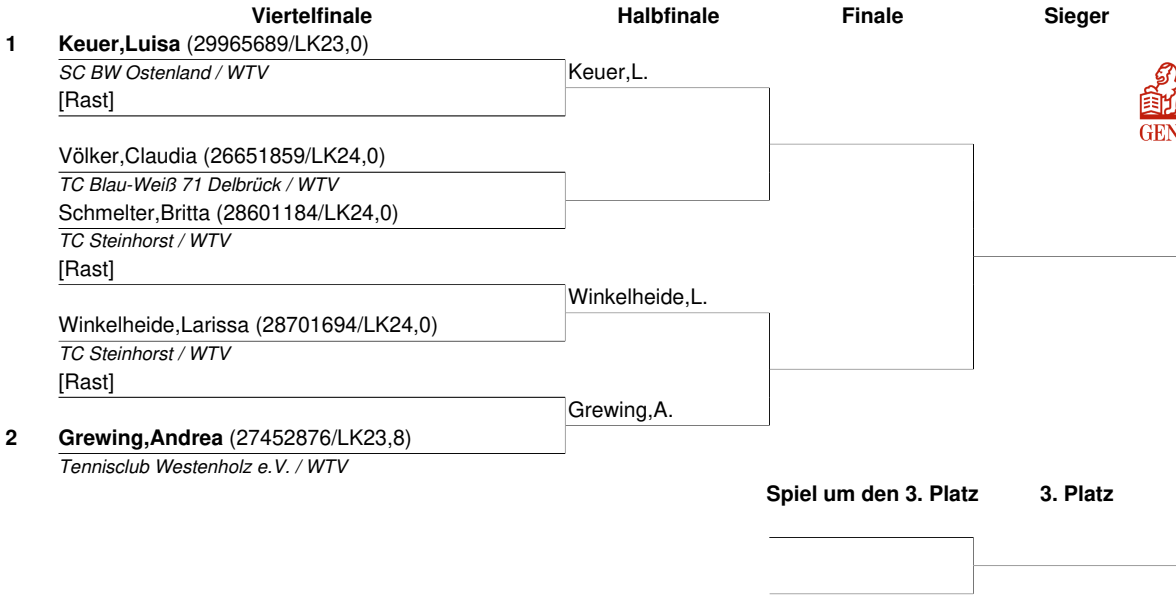 Viertelfinale Halbfinale Finale Sieger
1 Keuer,Luisa (29965689/LK23,0)
SC BW Ostenland / WTV
Keuer,L.
[Rast]
Völker,Claudia (26651859/LK24,0)
TC Blau-Weiß 71 Delbrück / WTV
Schmelter,Britta (28601184/LK24,0)
TC Steinhorst / WTV
[Rast]
Winkelheide,L.
Winkelheide,Larissa (28701694/LK24,0)
TC Steinhorst / WTV
[Rast]
Grewing,A.
2 Grewing,Andrea (27452876/LK23,8)
Tennisclub Westenholz e.V. / WTV
Spiel um den 3. Platz 3. Platz